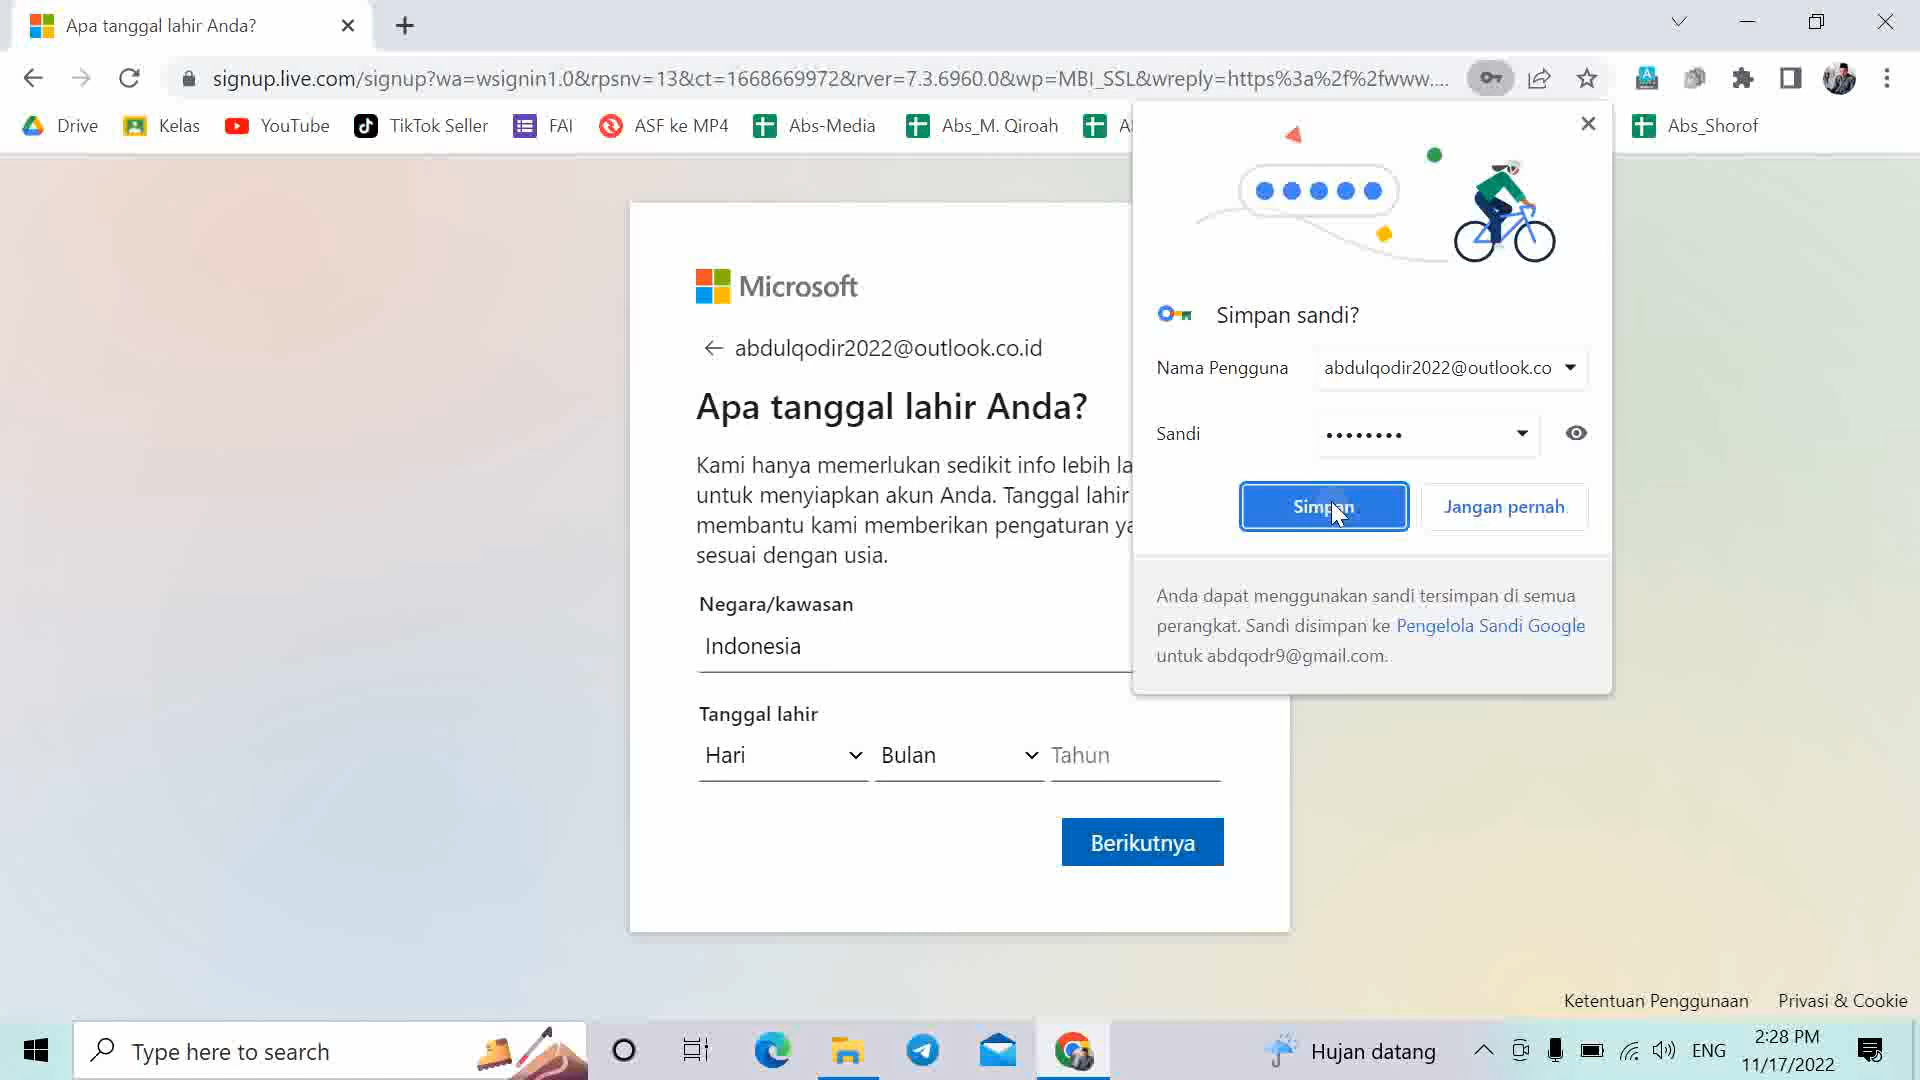 Apa tanggal lahir Anda?
signup.live.com/signup?wa=wsignin1.0&rpsnv=13&ct=1668669972&rver=7.3.6960.0&wp=MBI_SSL&wreply=https%3a%2f%2fwww....
Drive
Kelas
YouTube
TikTok Seller
FAI
ASF ke MP4
Abs-Media
Abs_M. Qiroah
Abs_Shorof
Microsoft
abdulqodir2022@outlook.co.id
Apa tanggal lahir Anda?
Kami hanya memerlukan sedikit info lebih la
untuk menyiapkan akun Anda. Tanggal lahir
membantu kami memberikan pengaturan ya
sesuai dengan usia.
Negara/kawasan
Indonesia
Tanggal lahir
Hari
Bulan
Tahun
Berikutnya
Simpan sandi?
Nama Pengguna
abdulqodir2022@outlook.co
Sandi
••••••••
Simpan
Jangan pernah
Anda dapat menggunakan sandi tersimpan di semua
perangkat. Sandi disimpan ke Pengelola Sandi Google
untuk abdqodr9@gmail.com.
Ketentuan Penggunaan
Privasi & Cookie
Type here to search
Hujan datang
ENG
2:28 PM
11/17/2022